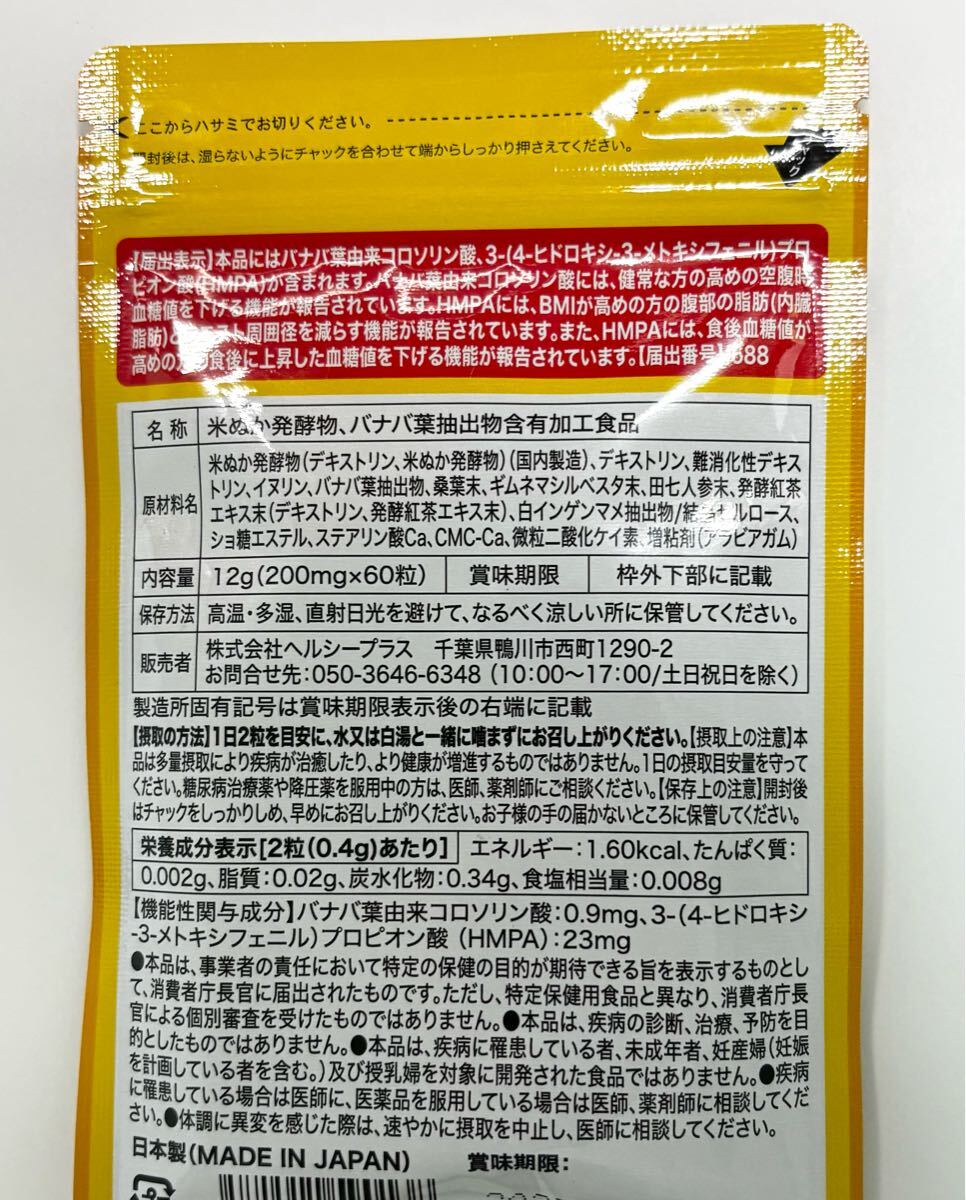 ここからハサミでお切りください。
開封後は、湿らないようにチャックを合わせて端からしっかり押さえてください。
【届出表示】本品にはバナバ葉由来コロソリン酸、3-(4-ヒドロキシ-3-メトキシフェニル)プロ
ピオン酸(HMPA)が含まれます。バナバ葉由来コロソリン酸には、健常な方の高めの空腹時
血糖値を下げる機能が報告されています。HMPAには、BMIが高めの方の腹部の脂肪(内臓
脂肪)とウエスト周囲径を減らす機能が報告されています。また、HMPAには、食後血糖値が
高めの方の食後に上昇した血糖値を下げる機能が報告されています。【届出番号】
名称 米ぬか発酵物、バナバ葉抽出物含有加工食品
原材料名 米ぬか発酵物(デキストリン、米ぬか発酵物)(国内製造)、デキストリン、難消化性デキス
トリン、イヌリン、バナバ葉抽出物、桑葉末、ギムネマシルベスタ末、田七人参末、発酵紅茶
エキス末(デキストリン、発酵紅茶エキス末)、白インゲンマメ抽出物/結晶セルロース、
ショ糖エステル、ステアリン酸Ca、CMC-Ca、微粒二酸化ケイ素、増粘剤(アラビアガム)
内容量 12g(200mg×60粒) 賞味期限 枠外下部に記載
保存方法 高温・多湿、直射日光を避けて、なるべく涼しい所に保管してください。
販売者 株式会社ヘルシープラス 千葉県鴨川市西町1290-2
お問合せ先:050-3646-6348 (10:00〜17:00/土日祝日を除く)
製造所固有記号は賞味期限表示後の右端に記載
【摂取の方法】1日2粒を目安に、水又は白湯と一緒に噛まずにお召し上がりください。【摂取上の注意】本
品は多量摂取により疾病が治癒したり、より健康が増進するものではありません。1日の摂取目安量を守って
ください。糖尿病治療薬や降圧薬を服用中の方は、医師、薬剤師にご相談ください。【保存上の注意】開封後
はチャックをしっかりしめ、早めにお召し上がりください。お子様の手の届かないところに保管してください。
栄養成分表示[2粒(0.4g)あたり] エネルギー:1.60kcal、たんぱく質:
0.002g、脂質:0.02g、炭水化物:0.34g、食塩相当量:0.008g
【機能性関与成分】バナバ葉由来コロソリン酸:0.9mg、3-(4-ヒドロキシ
-3-メトキシフェニル)プロピオン酸 (HMPA):23mg
●本品は、事業者の責任において特定の保健の目的が期待できる旨を表示するものとし
て、消費者庁長官に届出されたものです。ただし、特定保健用食品と異なり、消費者庁長
官による個別審査を受けたものではありません。●本品は、疾病の診断、治療、予防を目
的としたものではありません。●本品は、疾病に罹患している者、未成年者、妊産婦(妊娠
を計画している者を含む。)及び授乳婦を対象に開発された食品ではありません。●疾病
に罹患している場合は医師に、医薬品を服用している場合は医師、薬剤師に相談してくだ
さい。●体調に異変を感じた際は、速やかに摂取を中止し、医師に相談してください。
日本製(MADE IN JAPAN) 賞味期限: